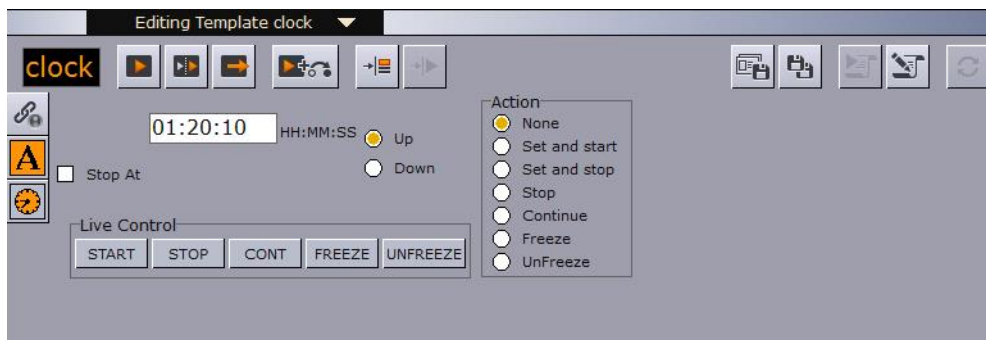 Editing Template clock
clock
A
01:20:10 HH:MM:SS
Up
Down
Stop At
Action
None
Set and start
Set and stop
Stop
Continue
Freeze
UnFreeze
Live Control
START STOP CONT FREEZE UNFREEZE